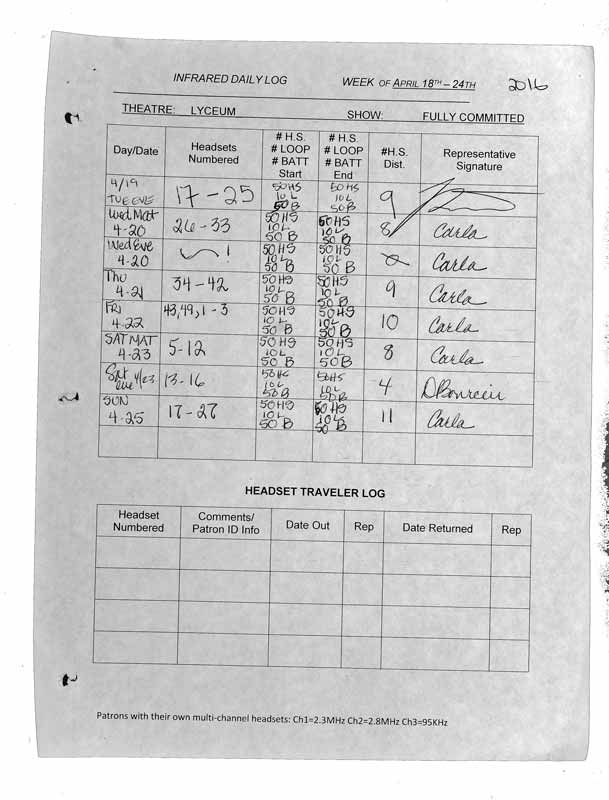 INFRARED DAILY LOG WEEK OF APRIL 18TH – 24TH 2016
THEATRE: LYCEUM SHOW: FULLY COMMITTED
Day/Date Headsets Numbered # H.S. # LOOP # BATT Start # H.S. # LOOP # BATT End #H.S. Dist. Representative Signature
4/19 TUE EVE 17-25 50HS 10L 50B 50HS 10L 50B 9
Wed Mat 4-20 26-33 50HS 10L 50B 50HS 10L 50B 8 Carla
Wed Eve 4-20 50HS 10L 50B 50HS 10L 50B 0 Carla
Thu 4-21 34-42 50HS 10L 50B 50HS 10L 50B 9 Carla
FRI 4-22 43,49,1-3 50HS 10L 50B 50HS 10L 50B 10 Carla
SAT MAT 4-23 5-12 50HS 10L 50B 50HS 10L 50B 8 Carla
Sat eve 4/23 13-16 50HS 10L 50B 50HS 10L 50B 4
SUN 4-25 17-27 50HS 10L 50B 50HS 10L 50B 11 Carla
HEADSET TRAVELER LOG
Headset Numbered Comments/ Patron ID Info Date Out Rep Date Returned Rep
Patrons with their own multi-channel headsets: Ch1=2.3MHz Ch2=2.8MHz Ch3=95KHz